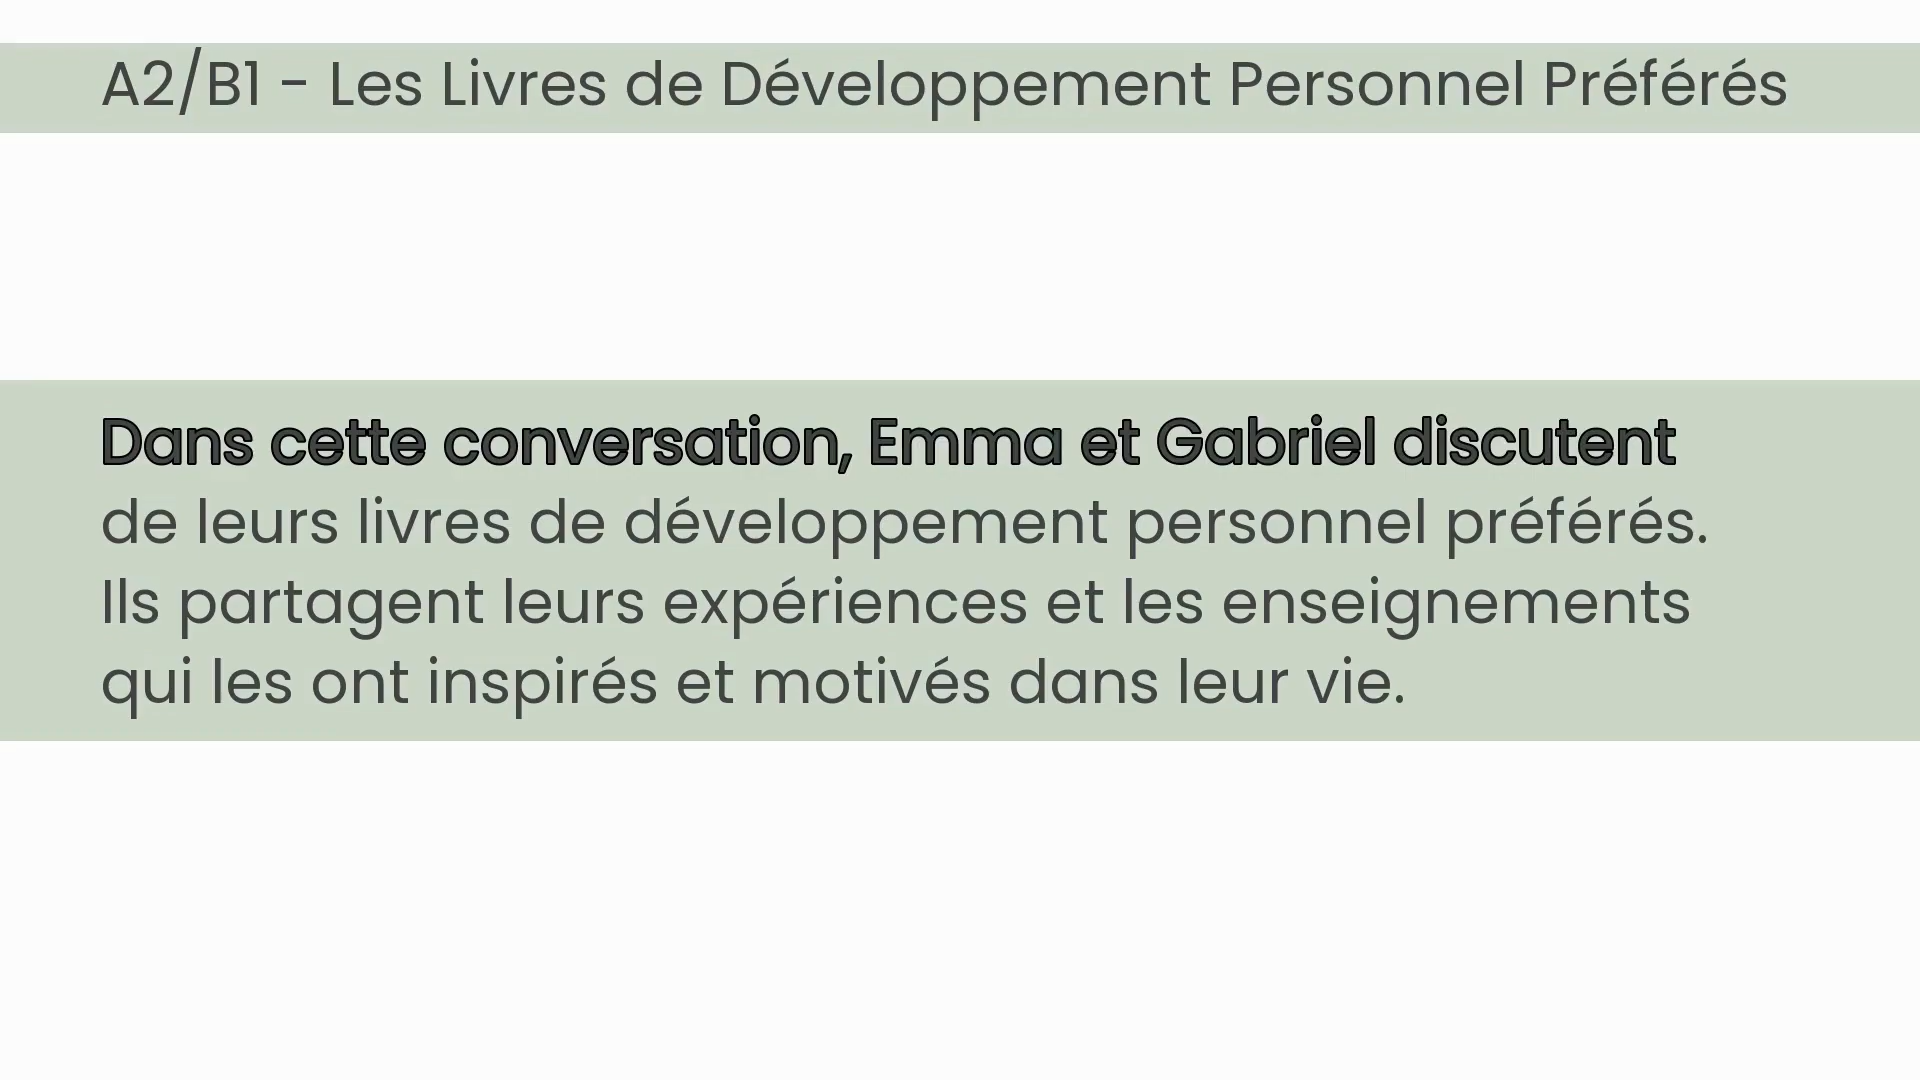 A2/B1 - Les Livres de Développement Personnel Préférés
Dans cette conversation, Emma et Gabriel discutent
de leurs livres de développement personnel préférés.
Ils partagent leurs expériences et les enseignements
qui les ont inspirés et motivés dans leur vie.